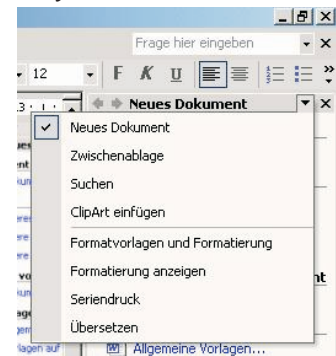 Frage hier eingeben
12 F K U
Neues Dokument
Neues Dokument
Zwischenablage
Suchen
ClipArt einfügen
Formatvorlagen und Formatierung
Formatierung anzeigen
Seriendruck
Übersetzen
Allgemeine Vorlagen...